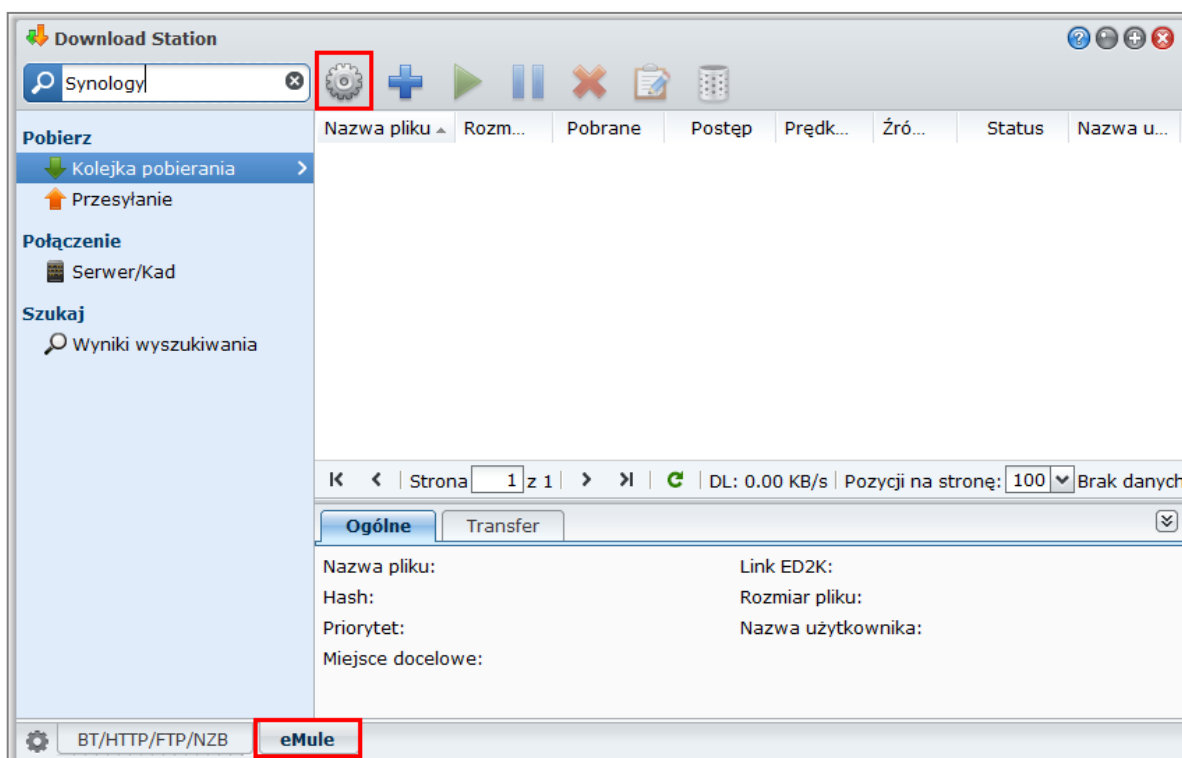 Download Station
Synology
Pobierz
Kolejka pobierania
Przesyłanie
Połączenie
Serwer/Kad
Szukaj
Wyniki wyszukiwania
Nazwa pliku Rozm... Pobrane Postęp Prędk... Źró... Status Nazwa u...
Strona 1 z 1 DL: 0.00 KB/s Pozycji na stronę: 100 Brak danych
Ogólne Transfer
Nazwa pliku: Link ED2K:
Hash: Rozmiar pliku:
Priorytet: Nazwa użytkownika:
Miejsce docelowe:
BT/HTTP/FTP/NZB eMule